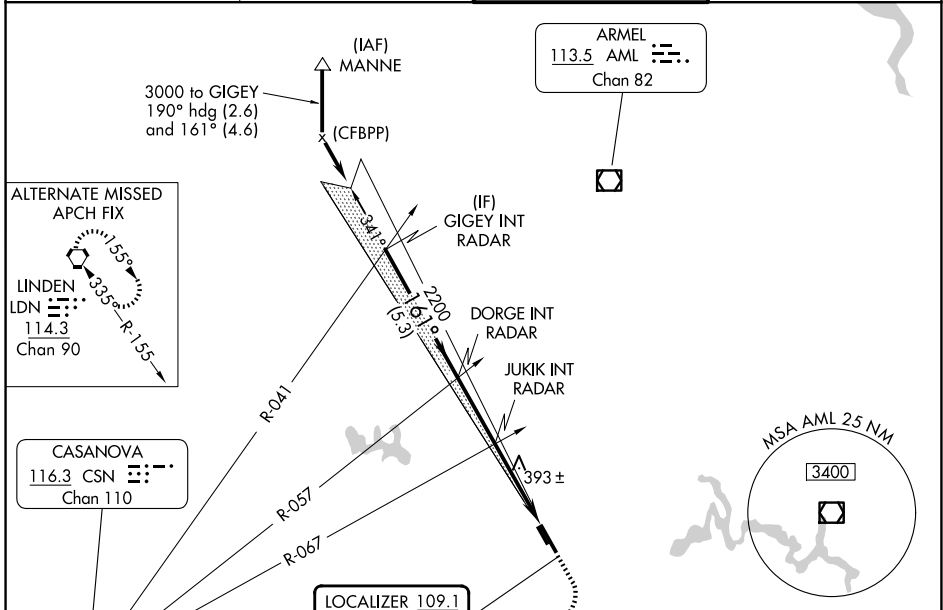 (IAF)
MANNE
3000 to GIGEY
190° hdg (2.6)
and 161° (4.6)
x (CFBPP)
ARMEL
113.5 AML
Chan 82
ALTERNATE MISSED
APCH FIX
155°
335°
R-155
LINDEN
LDN
114.3
Chan 90
341°
(IF)
GIGEY INT
RADAR
2200
161°
(5.3)
DORGE INT
RADAR
JUKIK INT
RADAR
R-041
R-057
R-067
393 ±
CASANOVA
116.3 CSN
Chan 110
MSA AML 25 NM
3400
LOCALIZER 109.1